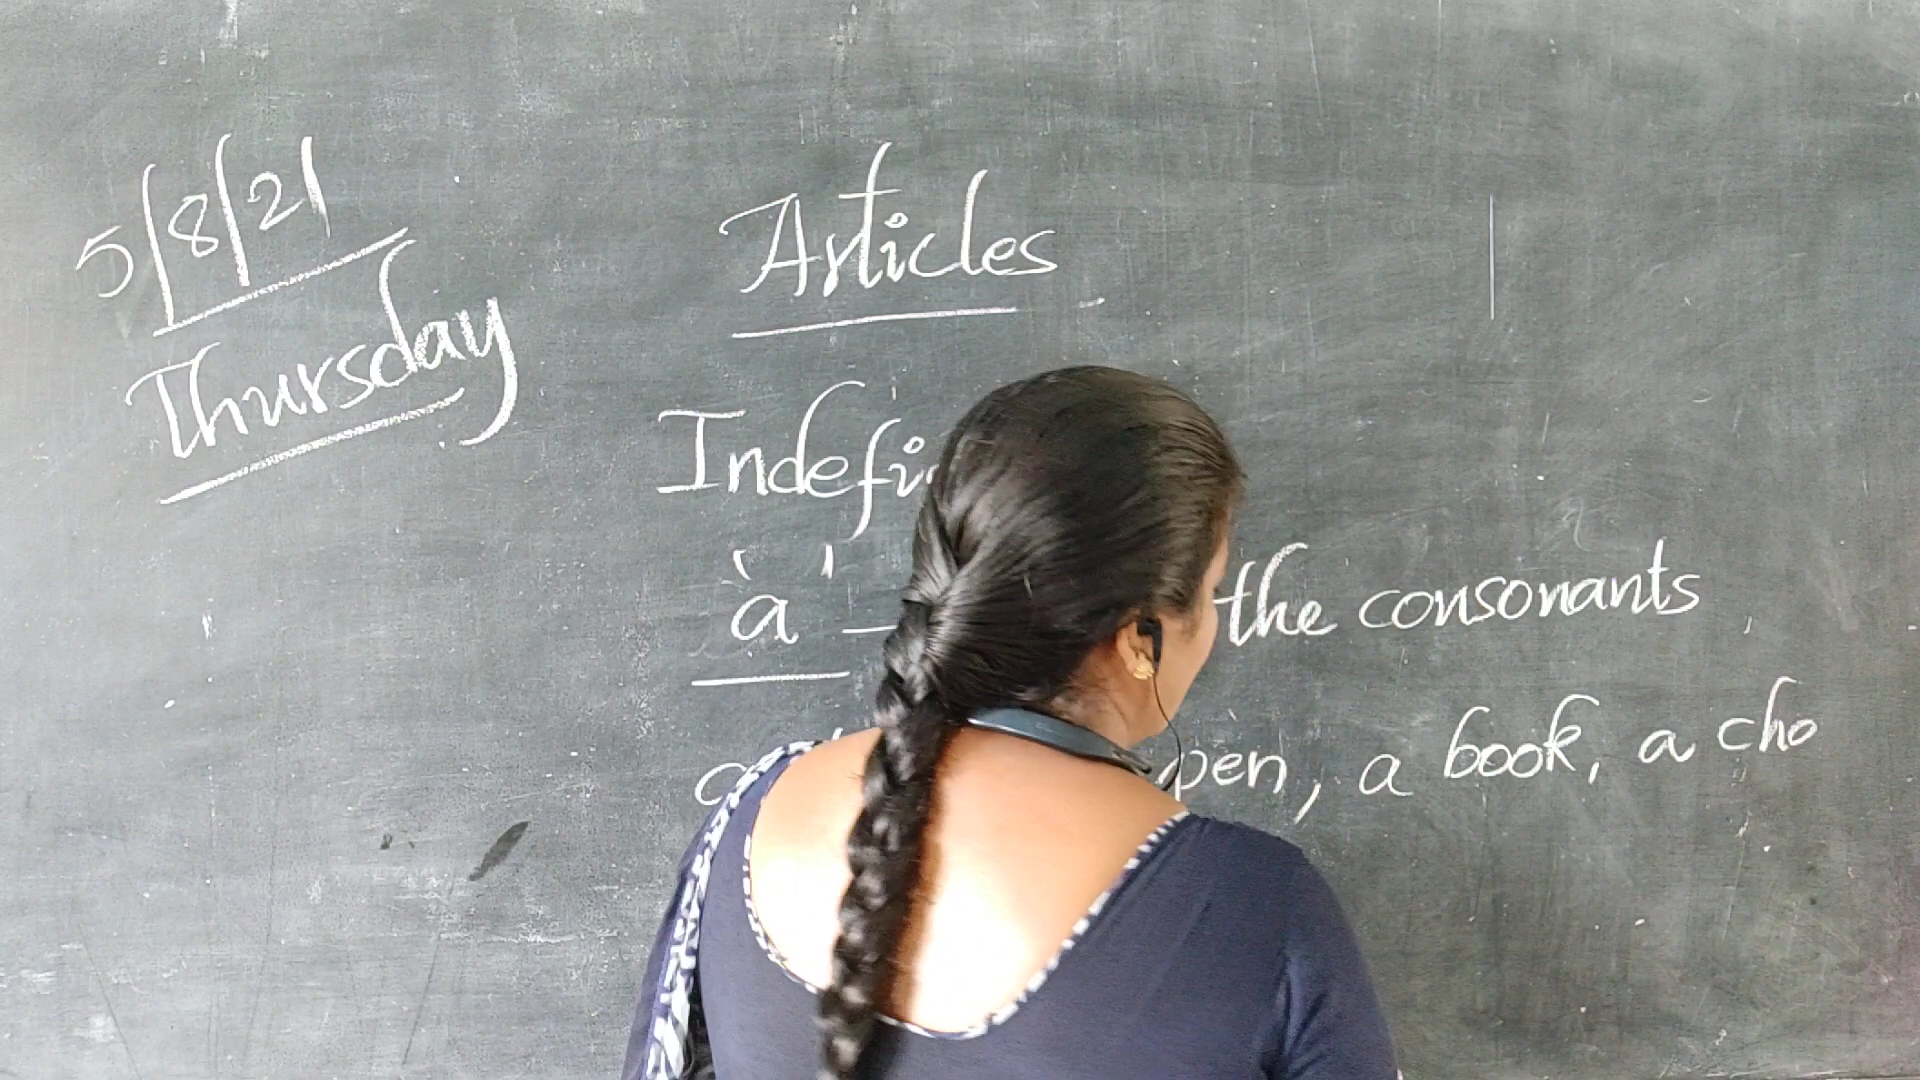 5/8/21
Thursday
Articles
Indefi
'a' — the consonants
pen, a book, a cho